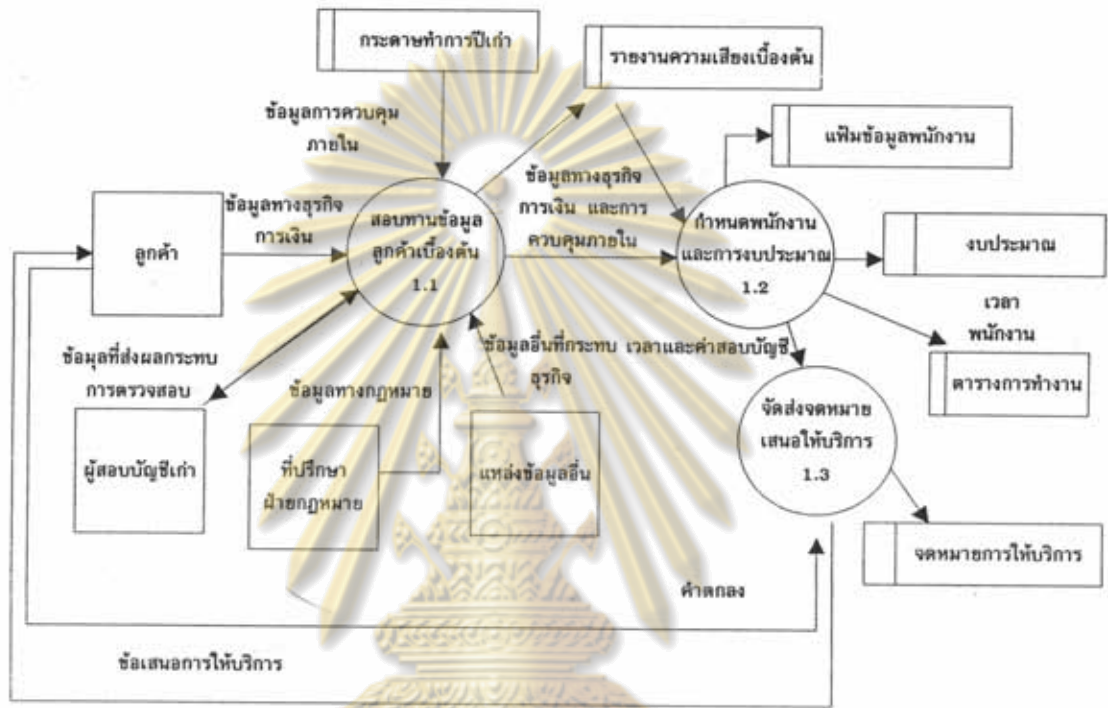 กระดาษทำการปีเก่า
รายงานความเสี่ยงเบื้องต้น
ข้อมูลการควบคุม
ภายใน
แฟ้มข้อมูลพนักงาน
ลูกค้า
ข้อมูลทางธุรกิจ
การเงิน
สอบทานข้อมูล
ลูกค้าเบื้องต้น
1.1
ข้อมูลทางธุรกิจ
การเงิน และการ
ควบคุมภายใน
กำหนดพนักงาน
และการงบประมาณ
1.2
งบประมาณ
เวลา
พนักงาน
ตารางการทำงาน
ข้อมุลที่ส่งผลกระทบ
การตรวจสอบ
ข้อมูลอื่นที่กระทบ
ธุรกิจ
เวลาและค่าสอบบัญชี
ข้อมูลทางกฎหมาย
ผู้สอบบัญชีเก่า
ที่ปรึกษา
ฝ่ายกฎหมาย
แหล่งข้อมูลอื่น
จัดส่งจดหมาย
เสนอให้บริการ
1.3
จดหมายการให้บริการ
คำตกลง
ข้อเสนอการให้บริการ